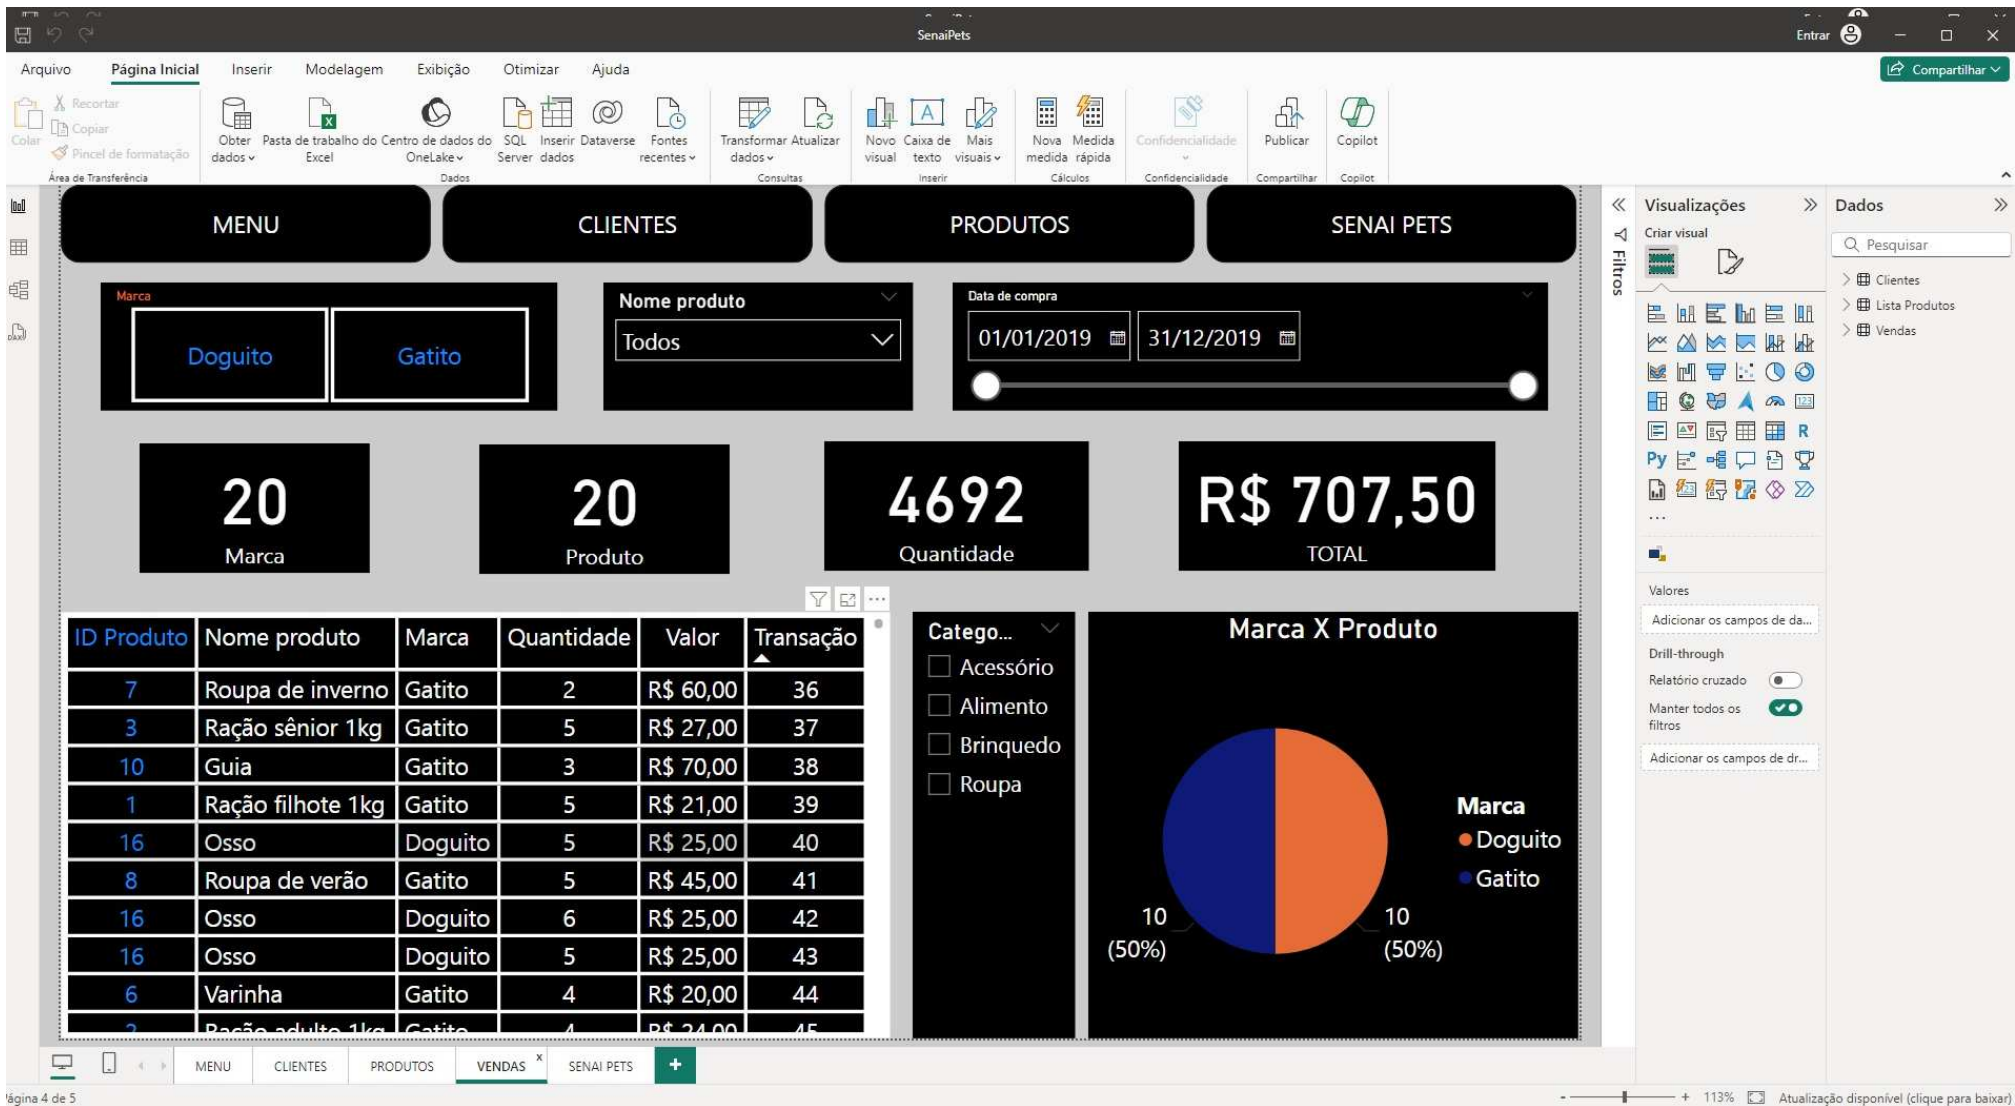 SenaiPets
Entrar
Arquivo Página Inicial Inserir Modelagem Exibição Otimizar Ajuda
Compartilhar
Colar
Recortar
Copiar
Pincel de formatação
Área de Transferência
Obter dados
Pasta de trabalho do Excel
Centro de dados do OneLake
SQL Server
Inserir dados
Dataverse
Fontes recentes
Dados
Transformar dados
Atualizar
Consultas
Novo visual
Caixa de texto
Mais visuais
Inserir
Nova medida
Medida rápida
Cálculos
Confidencialidade
Confidencialidade
Publicar
Compartilhar
Copilot
Copilot
MENU CLIENTES PRODUTOS SENAI PETS
Marca
Doguito Gatito
Nome produto
Todos
Data de compra
01/01/2019 31/12/2019
20
Marca
20
Produto
4692
Quantidade
R$ 707,50
TOTAL
ID Produto Nome produto Marca Quantidade Valor Transação
7 Roupa de inverno Gatito 2 R$ 60,00 36
3 Ração sênior 1kg Gatito 5 R$ 27,00 37
10 Guia Gatito 3 R$ 70,00 38
1 Ração filhote 1kg Gatito 5 R$ 21,00 39
16 Osso Doguito 5 R$ 25,00 40
8 Roupa de verão Gatito 5 R$ 45,00 41
16 Osso Doguito 6 R$ 25,00 42
16 Osso Doguito 5 R$ 25,00 43
6 Varinha Gatito 4 R$ 20,00 44
2 Ração adulto 1kg Gatito 4 R$ 24,00 45
Catego...
Acessório
Alimento
Brinquedo
Roupa
Marca X Produto
10
(50%)
10
(50%)
Marca
Doguito
Gatito
Filtros
Visualizações
Criar visual
123
R
Py
...
Valores
Adicionar os campos de da...
Drill-through
Relatório cruzado
Manter todos os
filtros
Adicionar os campos de dr...
Dados
Pesquisar
Clientes
Lista Produtos
Vendas
MENU CLIENTES PRODUTOS VENDAS x SENAI PETS +
ágina 4 de 5
- + 113% Atualização disponível (clique para baixar)